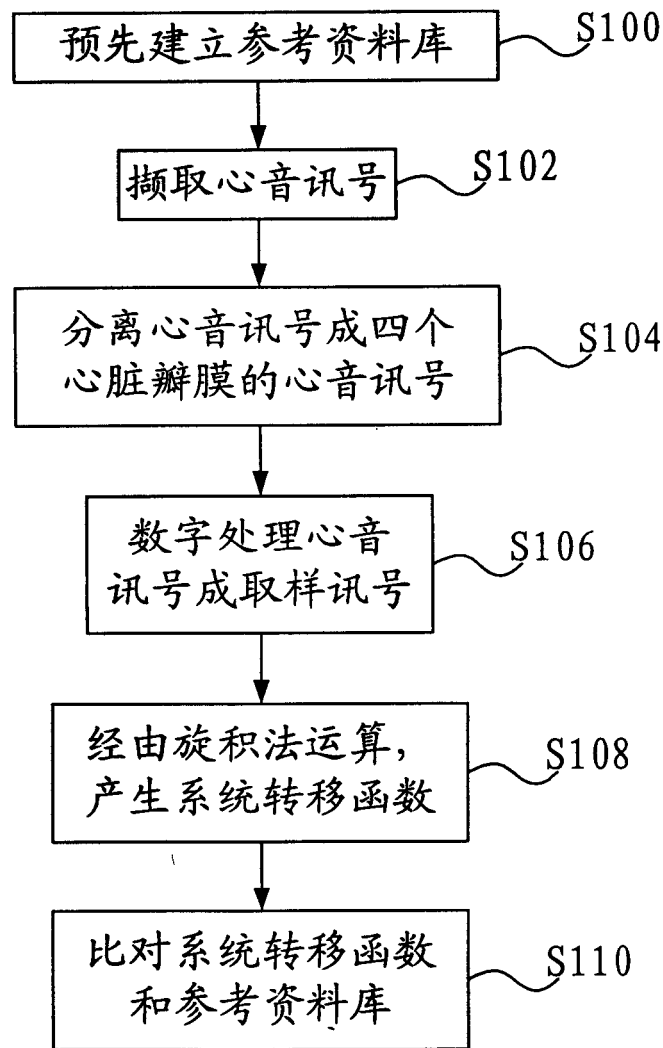 预先建立参考资料库
S100
撷取心音讯号
S102
分离心音讯号成四个
心脏瓣膜的心音讯号
S104
数字处理心音
讯号成取样讯号
S106
经由旋积法运算，
产生系统转移函数
S108
比对系统转移函数
和参考资料库
S110